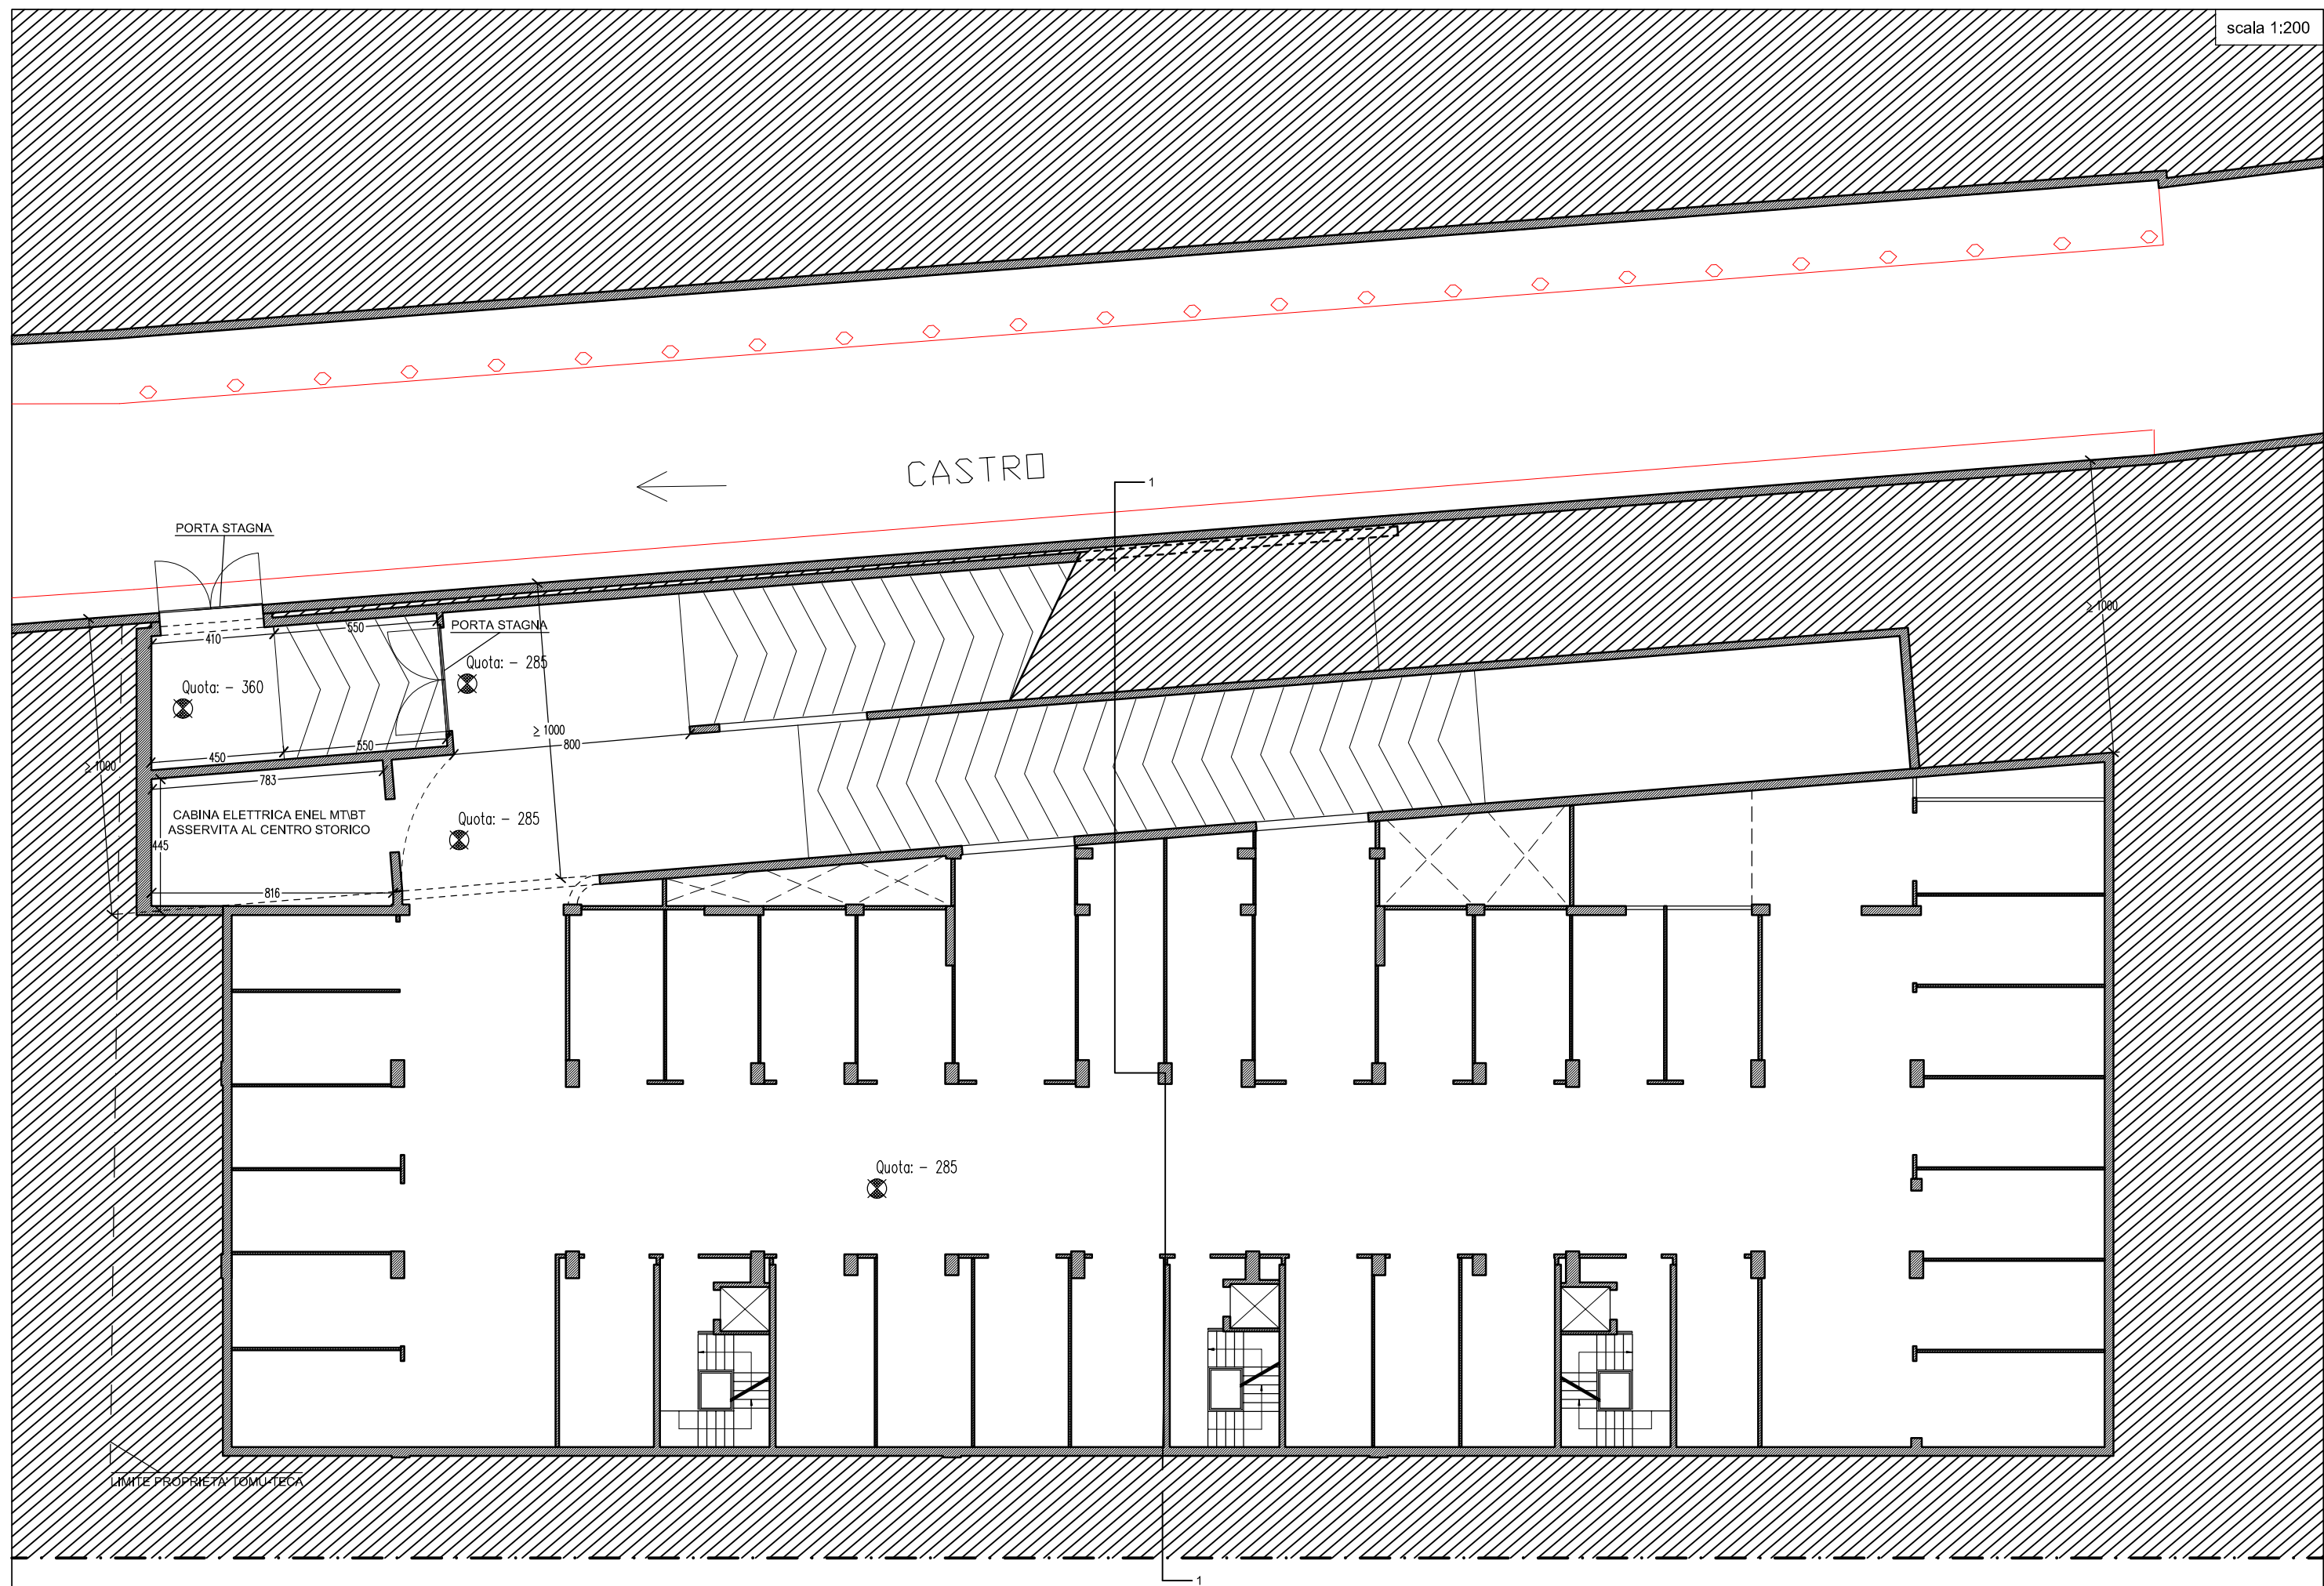 scala 1:200
CASTRO
1
PORTA STAGNA
≥ 1000
410
550
PORTA STAGNA
Quota: - 285
Quota: - 360
≥ 1000
800
450
550
≥ 1000
783
CABINA ELETTRICA ENEL MT\BT
ASSERVITA AL CENTRO STORICO
Quota: - 285
445
816
Quota: - 285
LIMITE PROPRIETA' TOMU-TECA
1